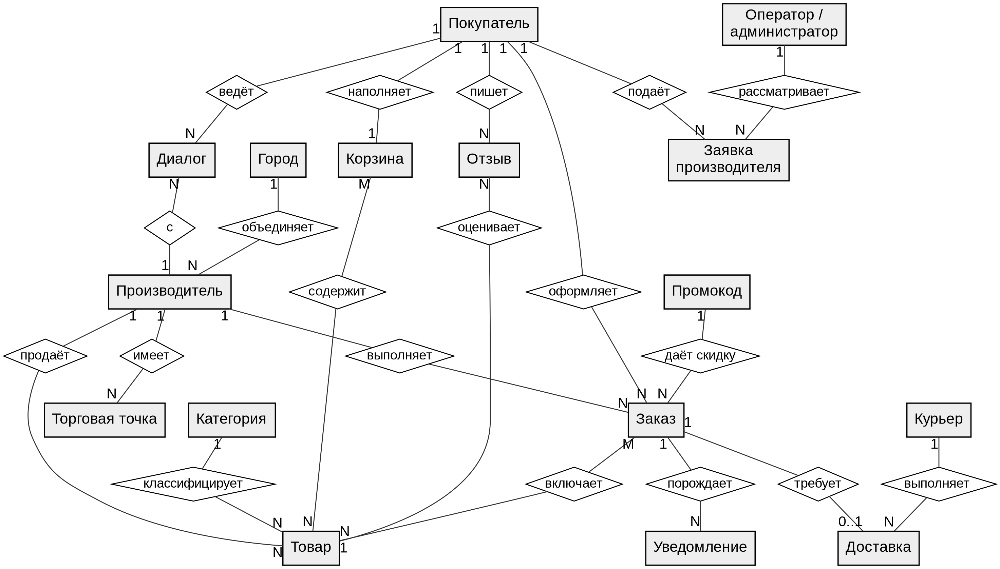 Покупатель
Оператор /
администратор
1
1
1
1
1
1
ведёт
наполняет
пишет
подаёт
рассматривает
N
1
N
N
N
Диалог
Город
Корзина
Отзыв
Заявка
производителя
N
1
M
N
с
объединяет
оценивает
1
N
Производитель
содержит
оформляет
Промокод
1
1
1
1
продаёт
имеет
выполняет
даёт скидку
N
N
N
N
Торговая точка
Категория
Заказ
1
Курьер
1
M
1
1
классифицирует
включает
порождает
требует
выполняет
N
N
N
N
0..1
N
Товар
N
1
Уведомление
Доставка